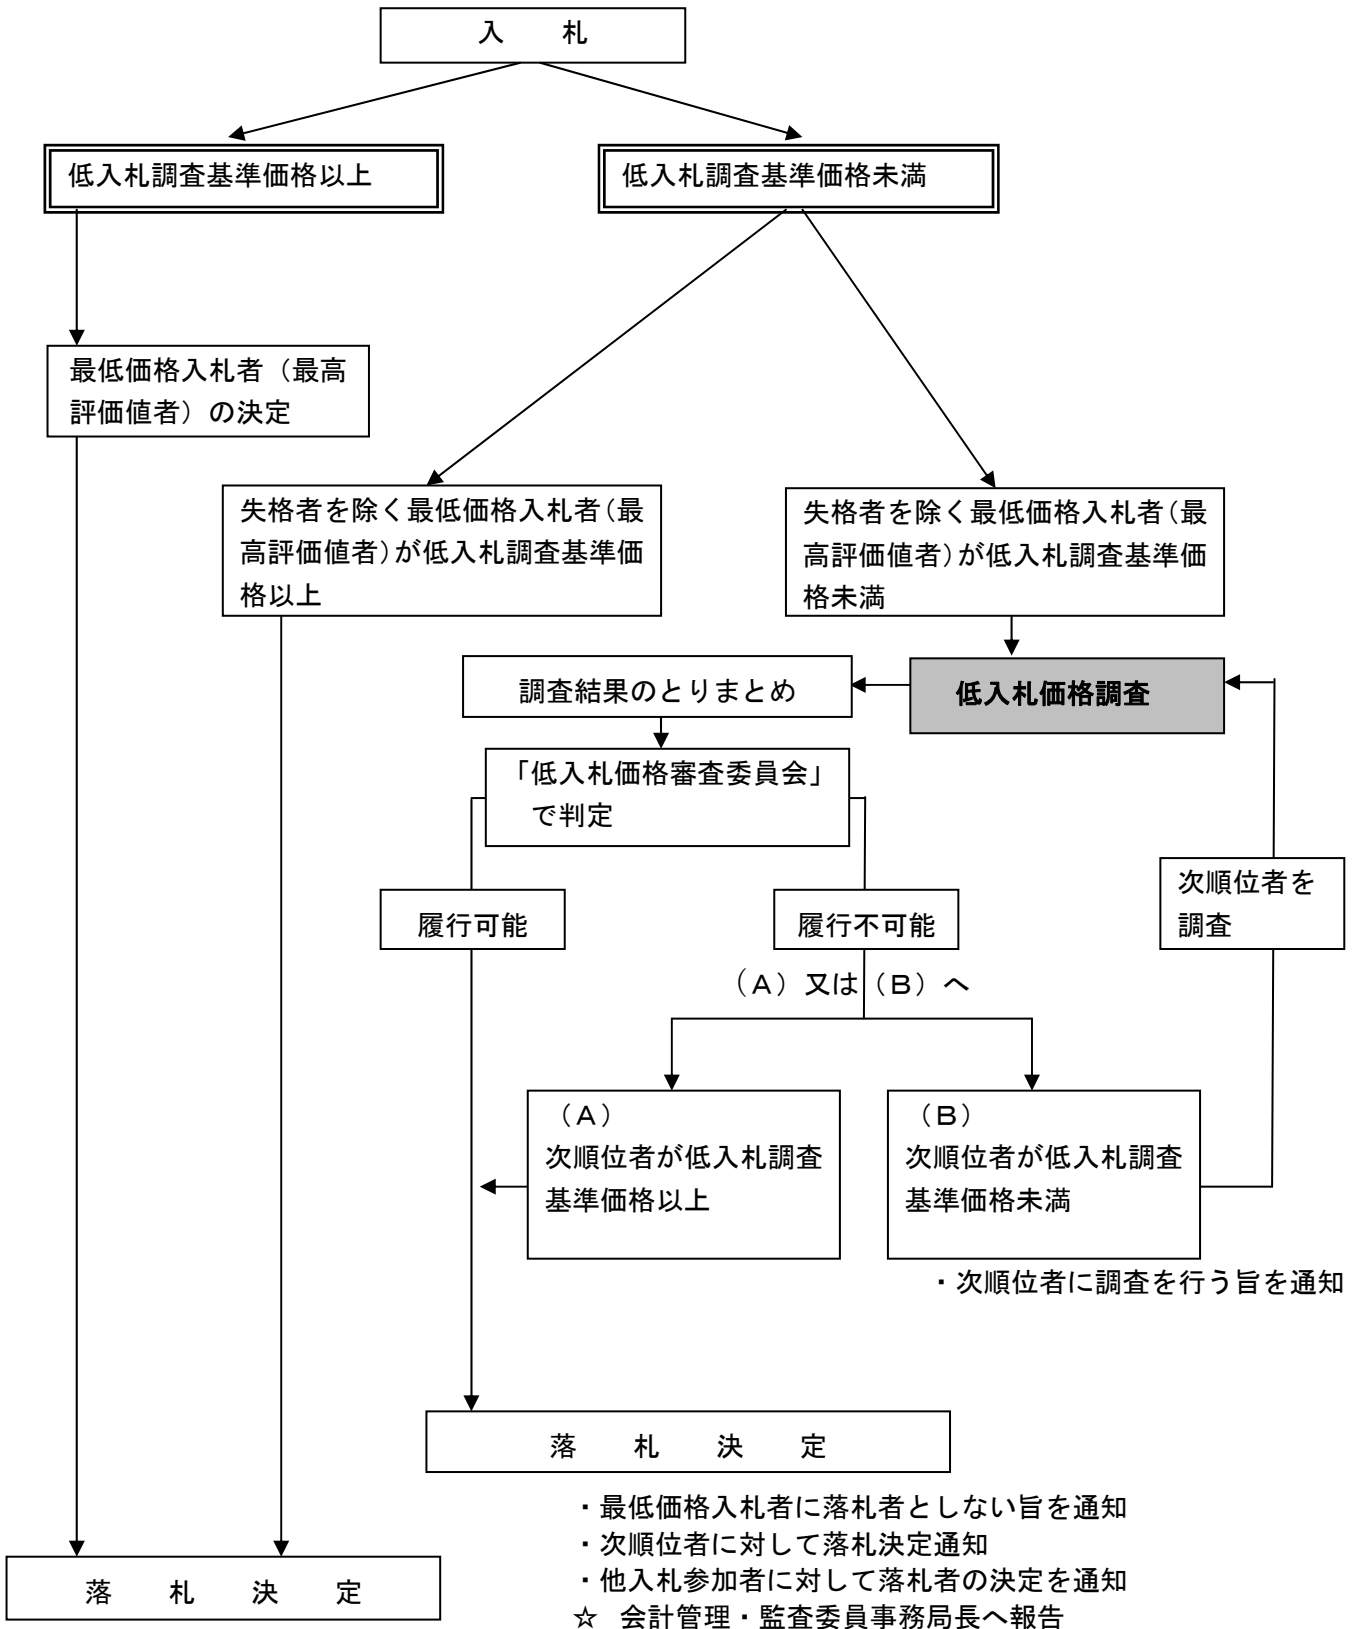 入　　札
低入札調査基準価格以上
低入札調査基準価格未満
最低価格入札者（最高
評価値者）の決定
失格者を除く最低価格入札者（最
高評価値者）が低入札調査基準価
格以上
失格者を除く最低価格入札者（最
高評価値者）が低入札調査基準価
格未満
調査結果のとりまとめ
低入札価格調査
「低入札価格審査委員会」
で判定
次順位者を
調査
履行可能
履行不可能
（Ａ）又は（Ｂ）へ
（Ａ）
次順位者が低入札調査
基準価格以上
（Ｂ）
次順位者が低入札調査
基準価格未満
・次順位者に調査を行う旨を通知
落　　札　　決　　定
・最低価格入札者に落札者としない旨を通知
・次順位者に対して落札決定通知
・他入札参加者に対して落札者の決定を通知
☆　会計管理・監査委員事務局長へ報告
落　　札　　決　　定